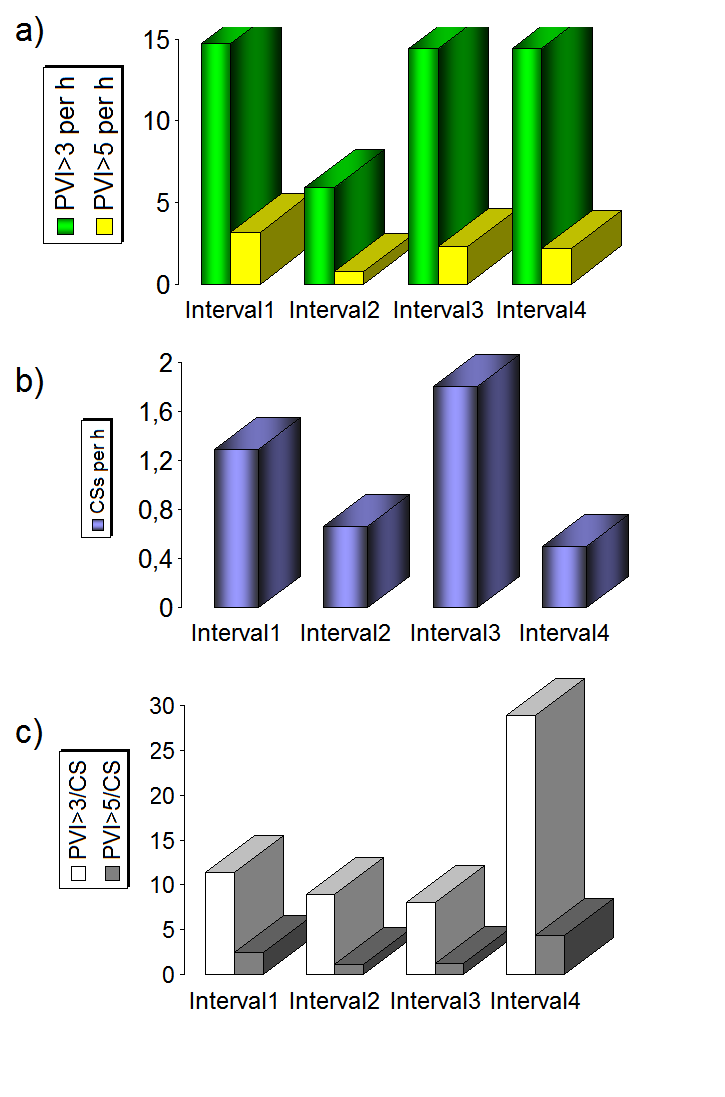 a)
PVI>3 per h
PVI>5 per h
15
10
5
0
Interval1 Interval2 Interval3 Interval4
b)
CSs per h
2
1,6
1,2
0,8
0,4
0
Interval1 Interval2 Interval3 Interval4
c)
PVI>3/CS
PVI>5/CS
30
25
20
15
10
5
0
Interval1 Interval2 Interval3 Interval4